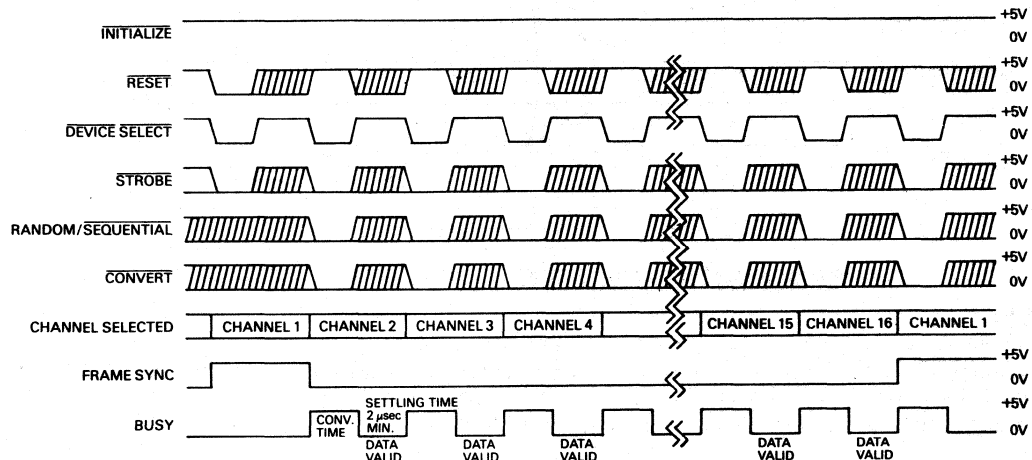 +5V
INITIALIZE 0V
+5V
RESET 0V
+5V
DEVICE SELECT 0V
+5V
STROBE 0V
+5V
RANDOM/SEQUENTIAL 0V
+5V
CONVERT 0V
CHANNEL SELECTED CHANNEL 1 CHANNEL 2 CHANNEL 3 CHANNEL 4 CHANNEL 15 CHANNEL 16 CHANNEL 1
+5V
FRAME SYNC 0V
+5V
BUSY CONV. TIME SETTLING TIME 2 μsec MIN. 0V
DATA VALID DATA VALID DATA VALID DATA VALID DATA VALID